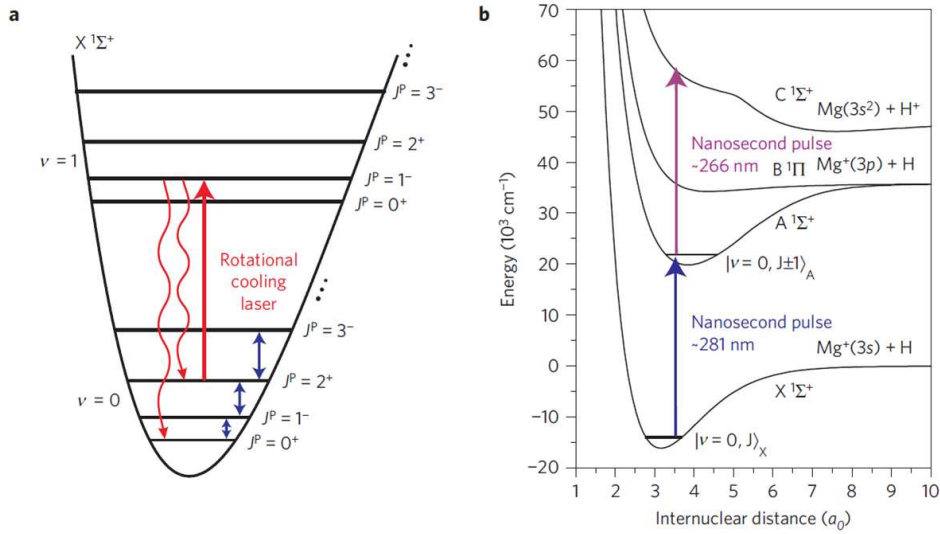 a
X ¹Σ⁺
Jᴾ = 3⁻
Jᴾ = 2⁺
ν = 1
Jᴾ = 1⁻
Jᴾ = 0⁺
Rotational
cooling
laser
Jᴾ = 3⁻
Jᴾ = 2⁺
ν = 0
Jᴾ = 1⁻
Jᴾ = 0⁺
b
70
60
50
40
30
20
10
0
−10
−20
Energy (10³ cm⁻¹)
C ¹Σ⁺
Mg(3s²) + H⁺
Nanosecond pulse
~266 nm
B ¹Π
Mg⁺(3p) + H
A ¹Σ⁺
|ν = 0, J±1⟩_A
Nanosecond pulse
~281 nm
Mg⁺(3s) + H
X ¹Σ⁺
|ν = 0, J⟩_X
1 2 3 4 5 6 7 8 9 10
Internuclear distance (a₀)